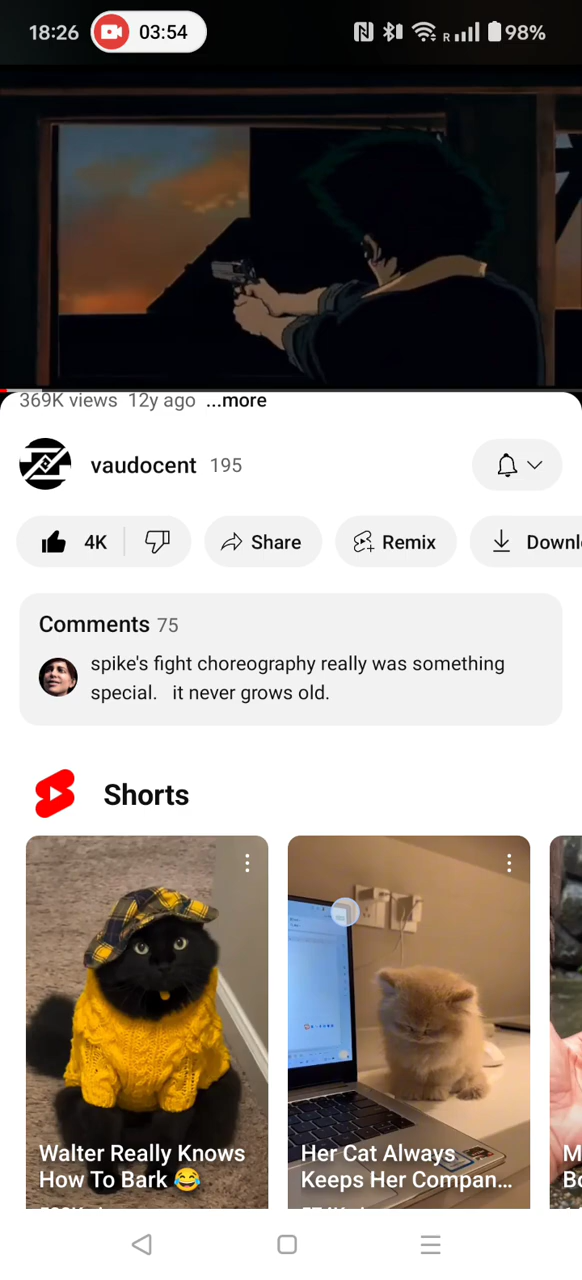 18:26 03:54 R 98%
369K views 12y ago ...more
vaudocent 195
4K Share Remix Downl
Comments 75
spike's fight choreography really was something
special. it never grows old.
Shorts
Walter Really Knows
How To Bark 😂
Her Cat Always
Keeps Her Compan...
M
Bo